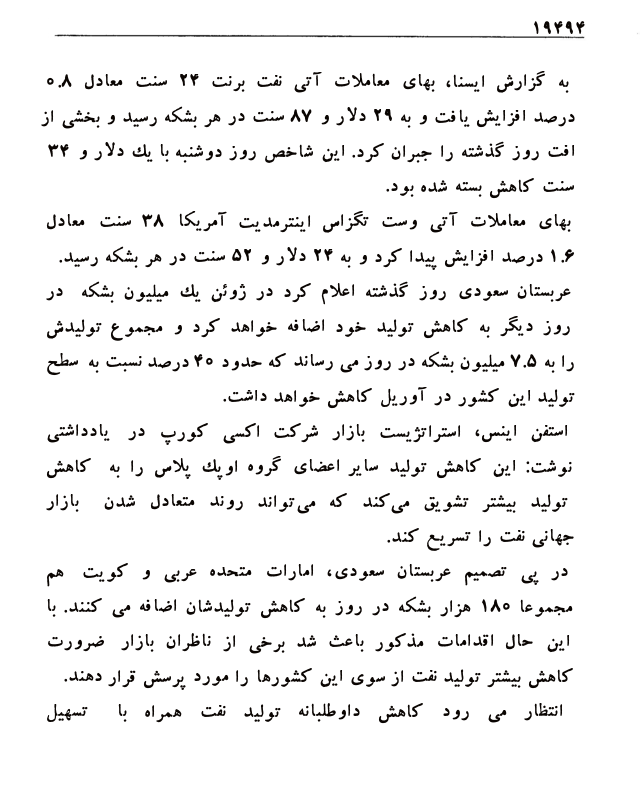 ۱۹۴۹۴
به گزارش ایسنا، بهای معاملات آتی نفت برنت ۲۴ سنت معادل ۰.۸
درصد افزایش یافت و به ۲۹ دلار و ۸۷ سنت در هر بشکه رسید و بخشی از
افت روز گذشته را جبران کرد. این شاخص روز دوشنبه با یك دلار و ۳۴
سنت کاهش بسته شده بود.
بهای معاملات آتی وست تگزاس اینترمدیت آمریکا ۳۸ سنت معادل
۱.۶ درصد افزایش پیدا کرد و به ۲۴ دلار و ۵۲ سنت در هر بشکه رسید.
عربستان سعودی روز گذشته اعلام کرد در ژوئن یك میلیون بشکه در
روز دیگر به کاهش تولید خود اضافه خواهد کرد و مجموع تولیدش
را به ۷.۵ میلیون بشکه در روز می رساند که حدود ۴۰ درصد نسبت به سطح
تولید این کشور در آوریل کاهش خواهد داشت.
استفن اینس، استراتژیست بازار شرکت اکسی کورپ در یادداشتی
نوشت: این کاهش تولید سایر اعضای گروه اوپك پلاس را به کاهش
تولید بیشتر تشویق می‌کند که می‌تواند روند متعادل شدن بازار
جهانی نفت را تسریع کند.
در پی تصمیم عربستان سعودی، امارات متحده عربی و کویت هم
مجموعا ۱۸۰ هزار بشکه در روز به کاهش تولیدشان اضافه می کنند. با
این حال اقدامات مذکور باعث شد برخی از ناظران بازار ضرورت
کاهش بیشتر تولید نفت از سوی این کشورها را مورد پرسش قرار دهند.
انتظار می رود کاهش داوطلبانه تولید نفت همراه با تسهیل